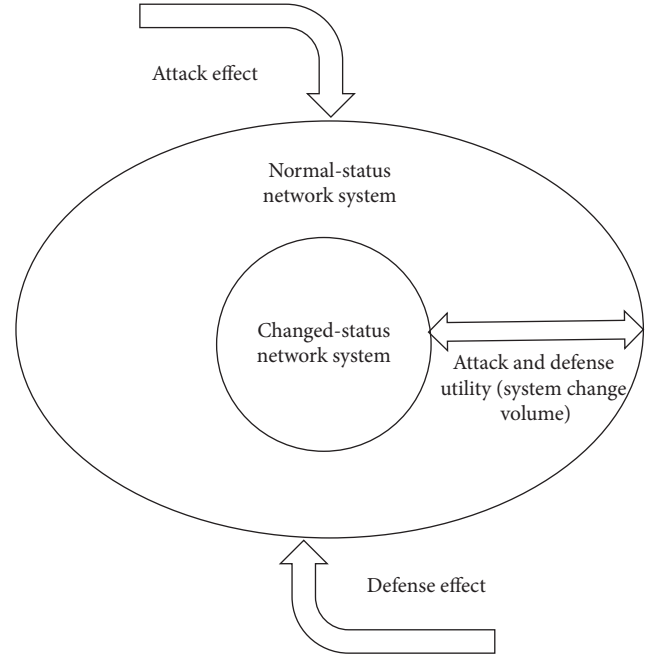 Attack effect
Normal-status
network system
Changed-status
network system
Attack and defense
utility (system change
volume)
Defense effect